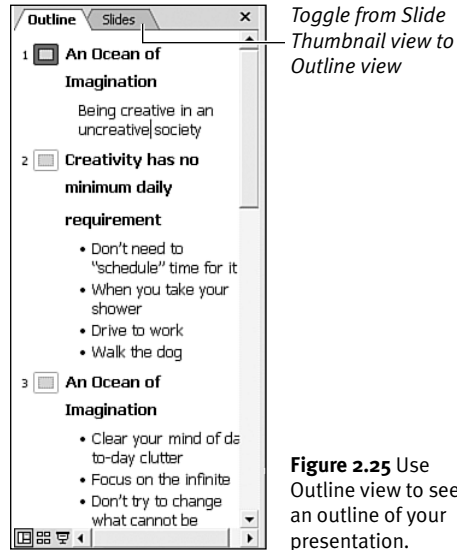 Outline Slides
Toggle from Slide
Thumbnail view to
Outline view
1 An Ocean of
Imagination
Being creative in an
uncreative society
2 Creativity has no
minimum daily
requirement
• Don't need to
"schedule" time for it
• When you take your
shower
• Drive to work
• Walk the dog
3 An Ocean of
Imagination
• Clear your mind of da
to-day clutter
• Focus on the infinite
• Don't try to change
what cannot be
Figure 2.25 Use
Outline view to see
an outline of your
presentation.